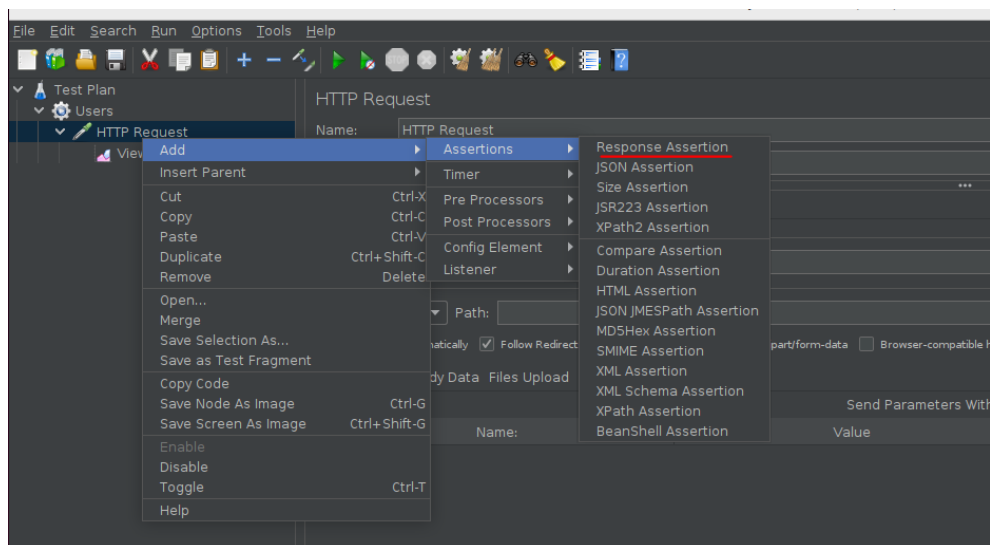 File Edit Search Run Options Tools Help
STOP
Test Plan
Users
HTTP Request
View
HTTP Request
Name: HTTP Request
Add
Insert Parent
Cut Ctrl-X
Copy Ctrl-C
Paste Ctrl-V
Duplicate Ctrl+Shift-C
Remove Delete
Open...
Merge
Save Selection As...
Save as Test Fragment
Copy Code
Save Node As Image Ctrl-G
Save Screen As Image Ctrl+Shift-G
Enable
Disable
Toggle Ctrl-T
Help
Assertions
Timer
Pre Processors
Post Processors
Config Element
Listener
Response Assertion
JSON Assertion
Size Assertion
JSR223 Assertion
XPath2 Assertion
Compare Assertion
Duration Assertion
HTML Assertion
JSON JMESPath Assertion
MD5Hex Assertion
SMIME Assertion
XML Assertion
XML Schema Assertion
XPath Assertion
BeanShell Assertion
...
Path:
Follow Redirect part/form-data Browser-compatible
dy Data Files Upload
Send Parameters With
Name: Value